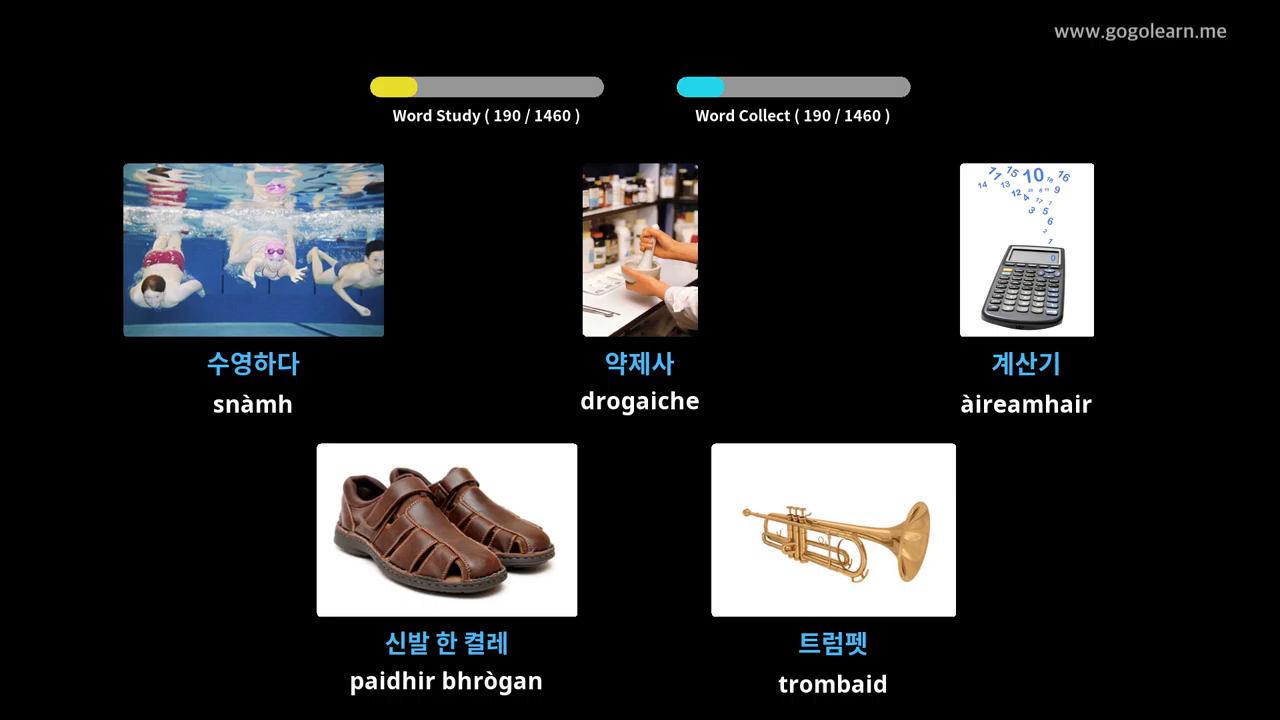 www.gogolearn.me
Word Study ( 190 / 1460 )
Word Collect ( 190 / 1460 )
수영하다
snàmh
약제사
drogaiche
계산기
àireamhair
신발 한 켤레
paidhir bhrògan
트럼펫
trombaid